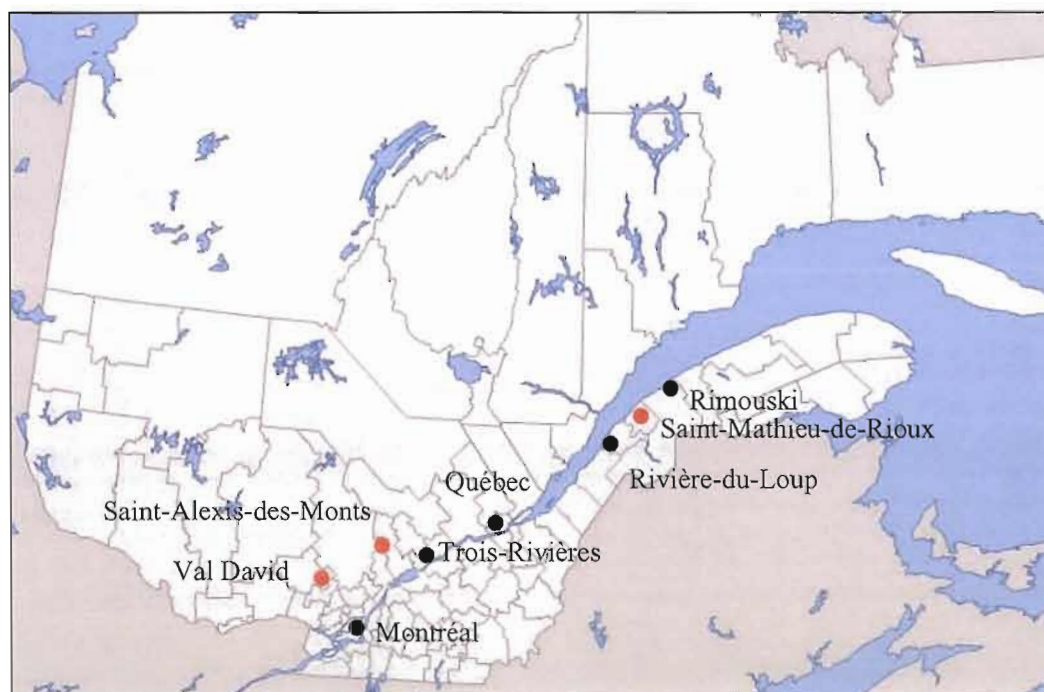 Rimouski
Saint-Mathieu-de-Rioux
Rivière-du-Loup
Québec
Saint-Alexis-des-Monts
Trois-Rivières
Val David
Montréal